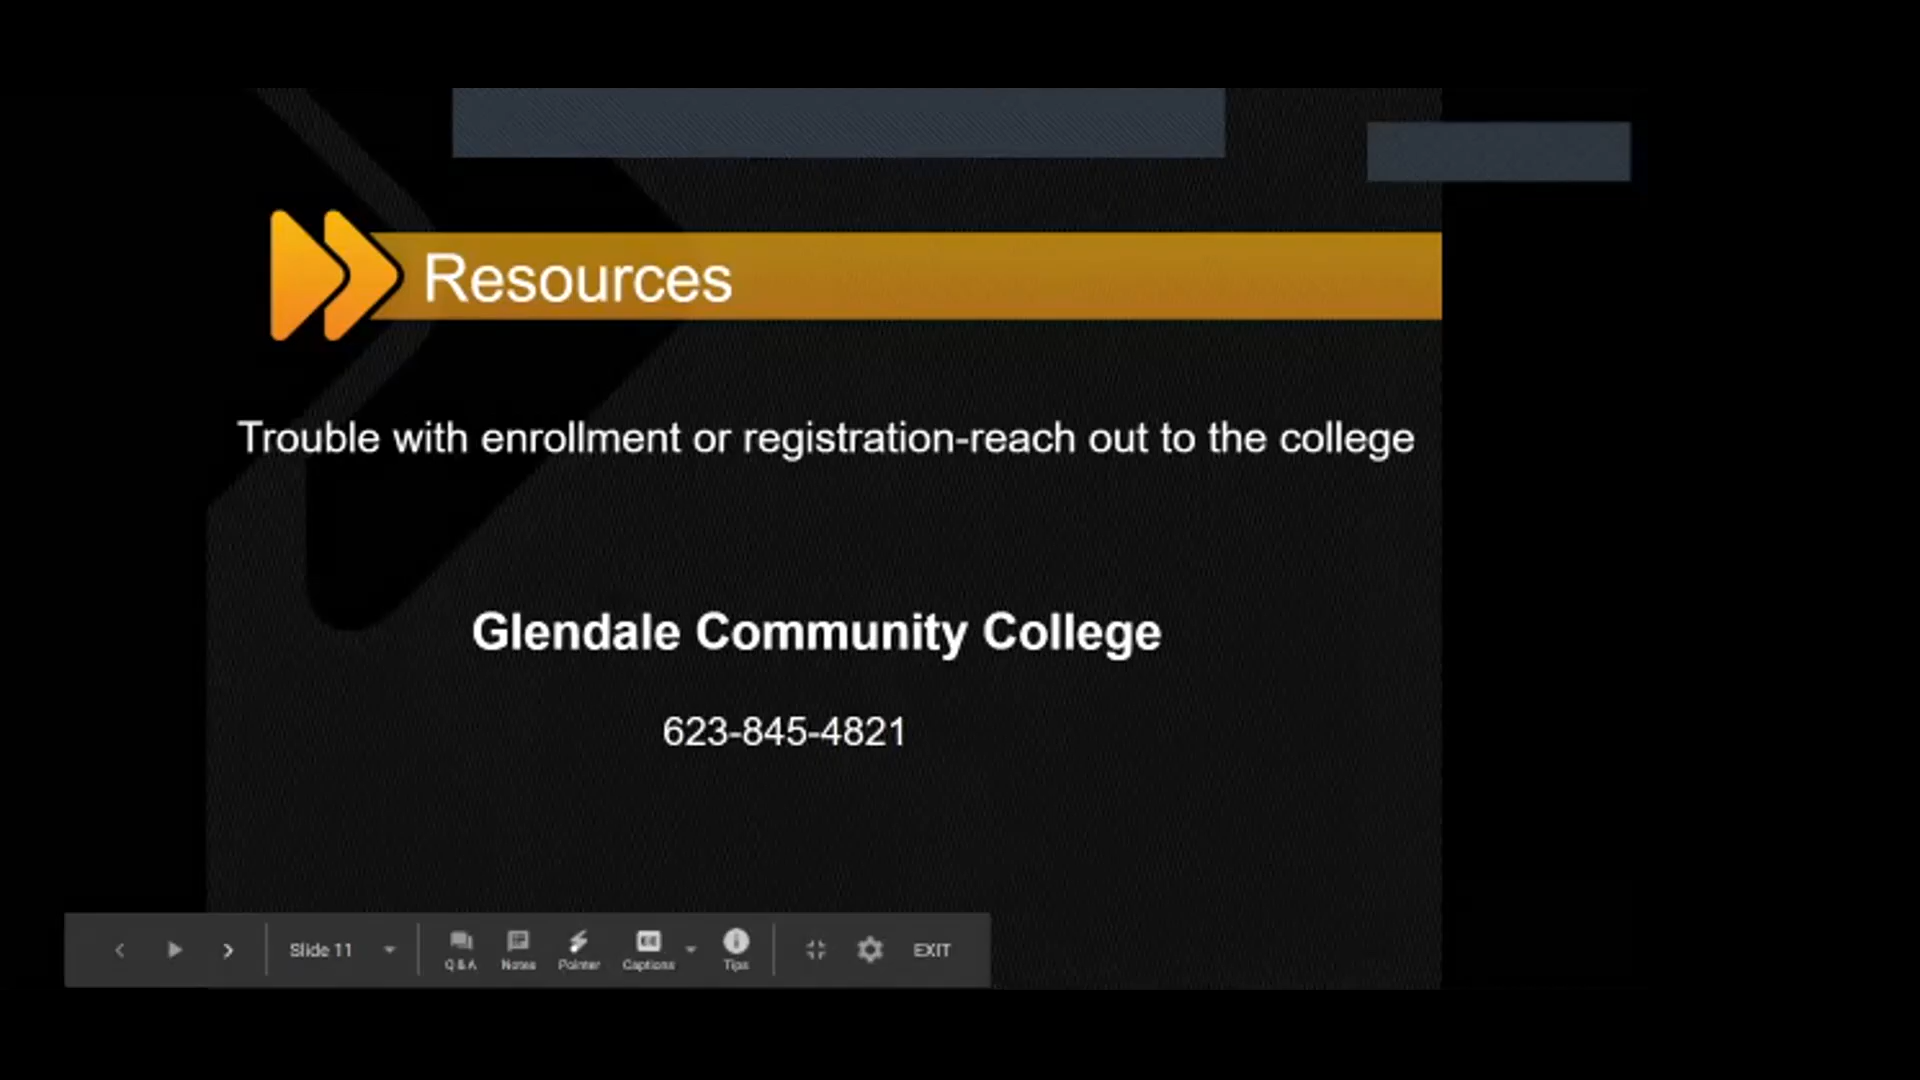 Resources
Trouble with enrollment or registration-reach out to the college
Glendale Community College
623-845-4821
Slide 11
Q & A
Notes
Pointer
Captions
Tips
EXIT